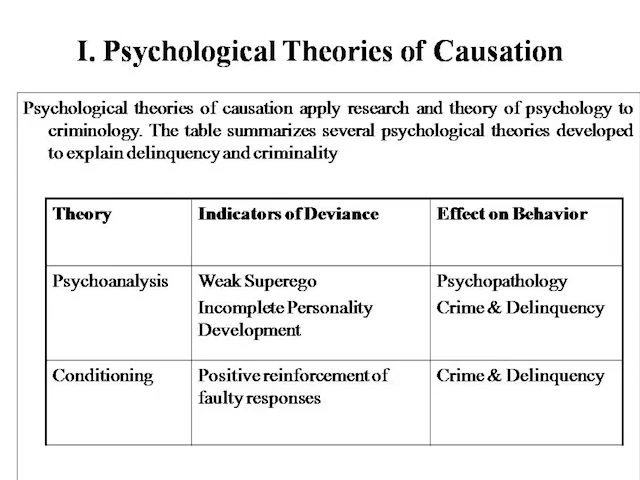 I. Psychological Theories of Causation
Psychological theories of causation apply research and theory of psychology to
criminology. The table summarizes several psychological theories developed
to explain delinquency and criminality
Theory Indicators of Deviance Effect on Behavior
Psychoanalysis Weak Superego Psychopathology
Incomplete Personality Crime & Delinquency
Development
Conditioning Positive reinforcement of Crime & Delinquency
faulty responses